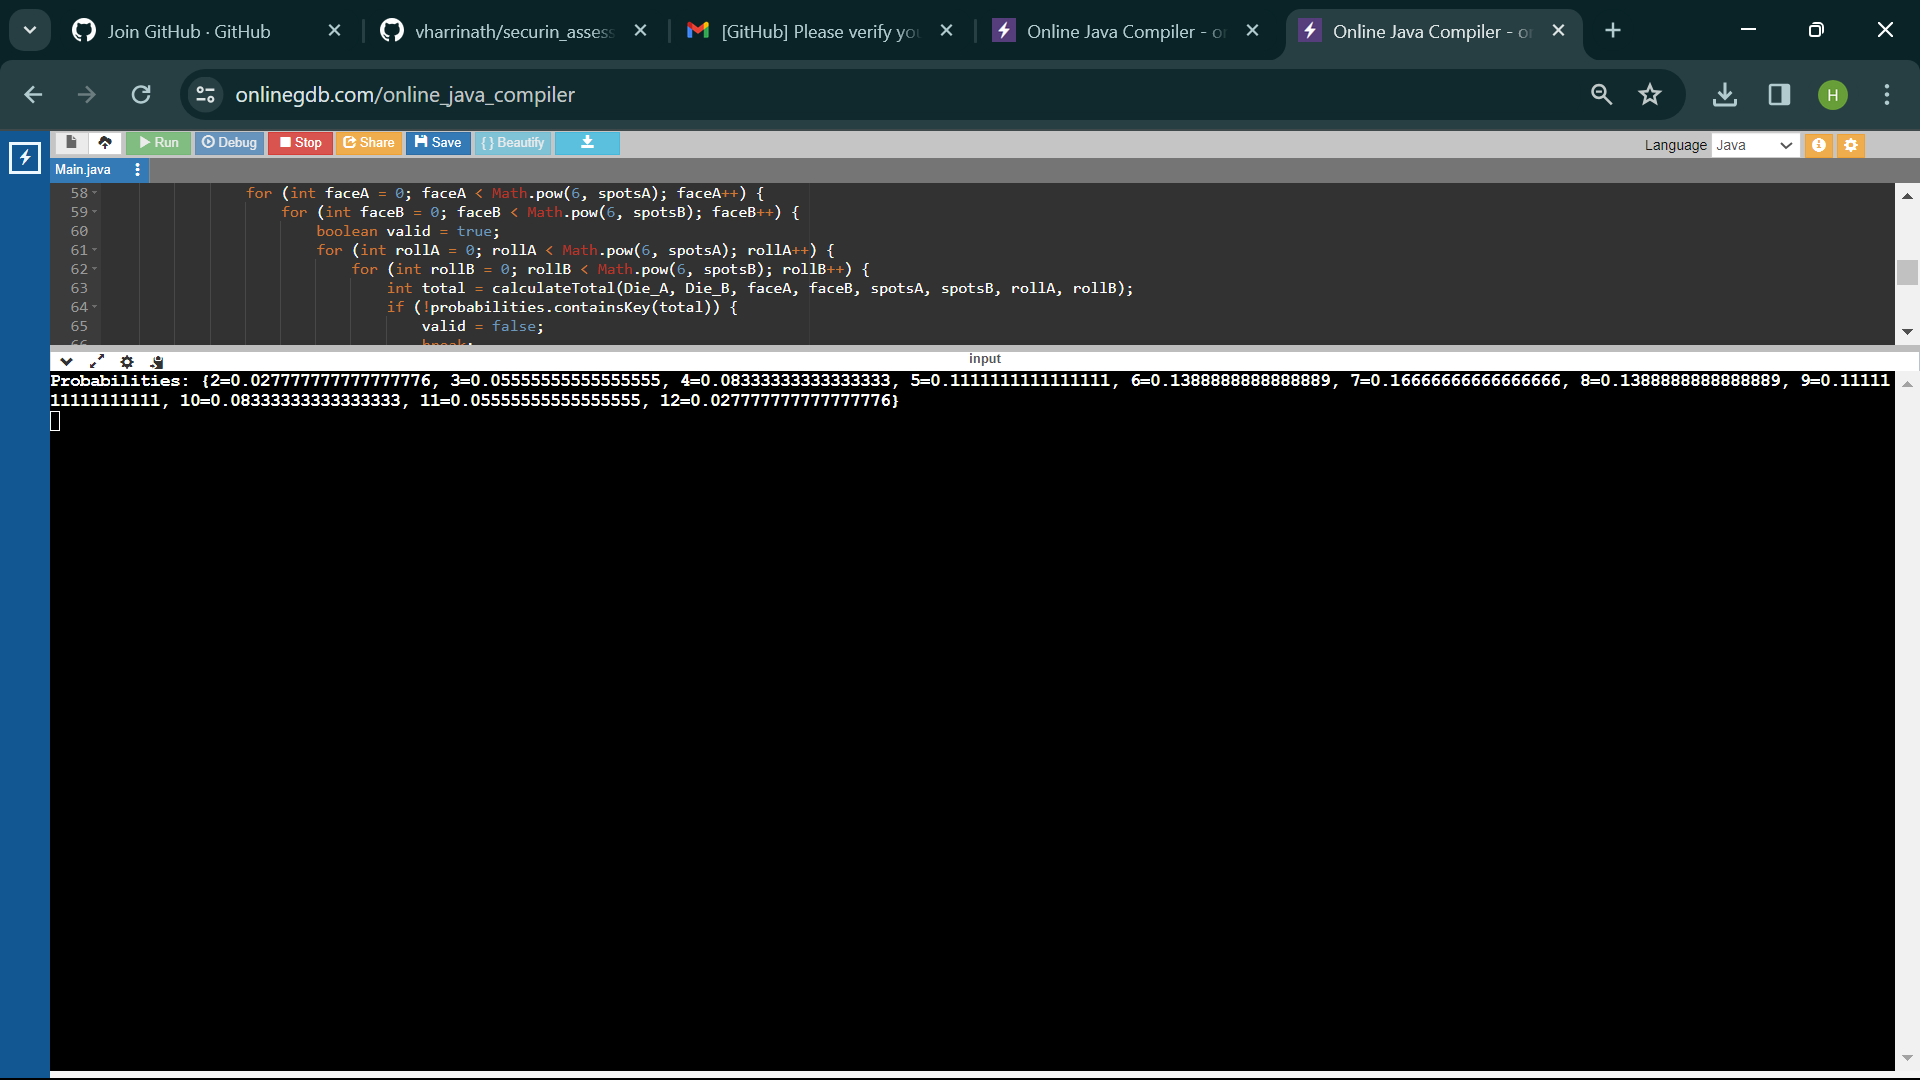 Join GitHub · GitHub
vharrinath/securin_assess
[GitHub] Please verify you
Online Java Compiler - o
Online Java Compiler - o
onlinegdb.com/online_java_compiler
H
Run Debug Stop Share Save { } Beautify
Language Java
Main.java
58 for (int faceA = 0; faceA < Math.pow(6, spotsA); faceA++) {
59 for (int faceB = 0; faceB < Math.pow(6, spotsB); faceB++) {
60 boolean valid = true;
61 for (int rollA = 0; rollA < Math.pow(6, spotsA); rollA++) {
62 for (int rollB = 0; rollB < Math.pow(6, spotsB); rollB++) {
63 int total = calculateTotal(Die_A, Die_B, faceA, faceB, spotsA, spotsB, rollA, rollB);
64 if (!probabilities.containsKey(total)) {
65 valid = false;
66 break;
input
Probabilities: {2=0.027777777777777776, 3=0.05555555555555555, 4=0.08333333333333333, 5=0.1111111111111111, 6=0.1388888888888889, 7=0.16666666666666666, 8=0.1388888888888889, 9=0.11111
11111111111, 10=0.08333333333333333, 11=0.05555555555555555, 12=0.027777777777777776}